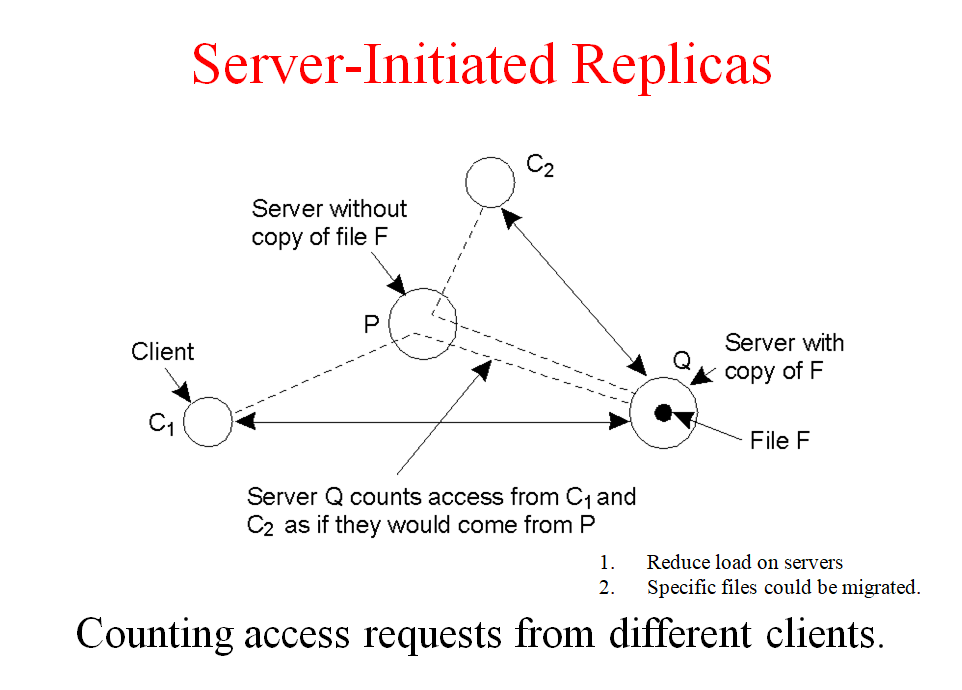 Server-Initiated Replicas
C2
Server without
copy of file F
P
Client
Q
Server with
copy of F
C1
File F
Server Q counts access from C1 and
C2 as if they would come from P
1. Reduce load on servers
2. Specific files could be migrated.
Counting access requests from different clients.